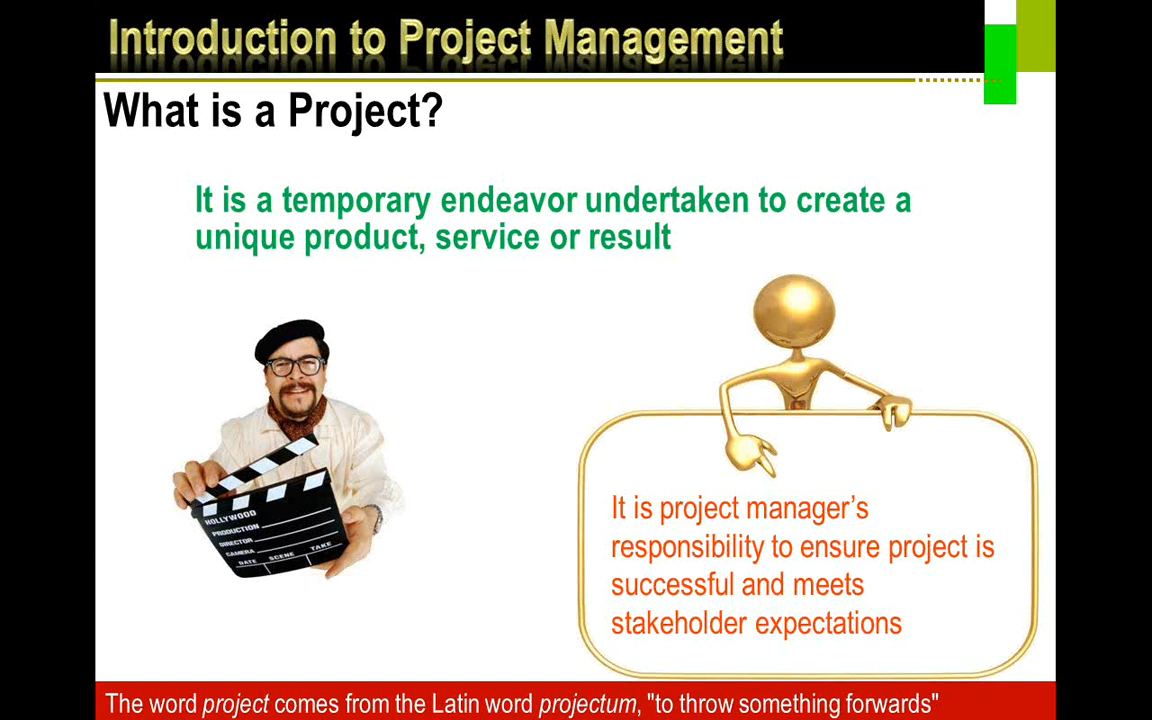 Introduction to Project Management
What is a Project?
It is a temporary endeavor undertaken to create a
unique product, service or result
HOLLYWOOD
PRODUCTION
DIRECTOR
CAMERA
DATE SCENE TAKE
It is project manager’s
responsibility to ensure project is
successful and meets
stakeholder expectations
The word project comes from the Latin word projectum, "to throw something forwards"